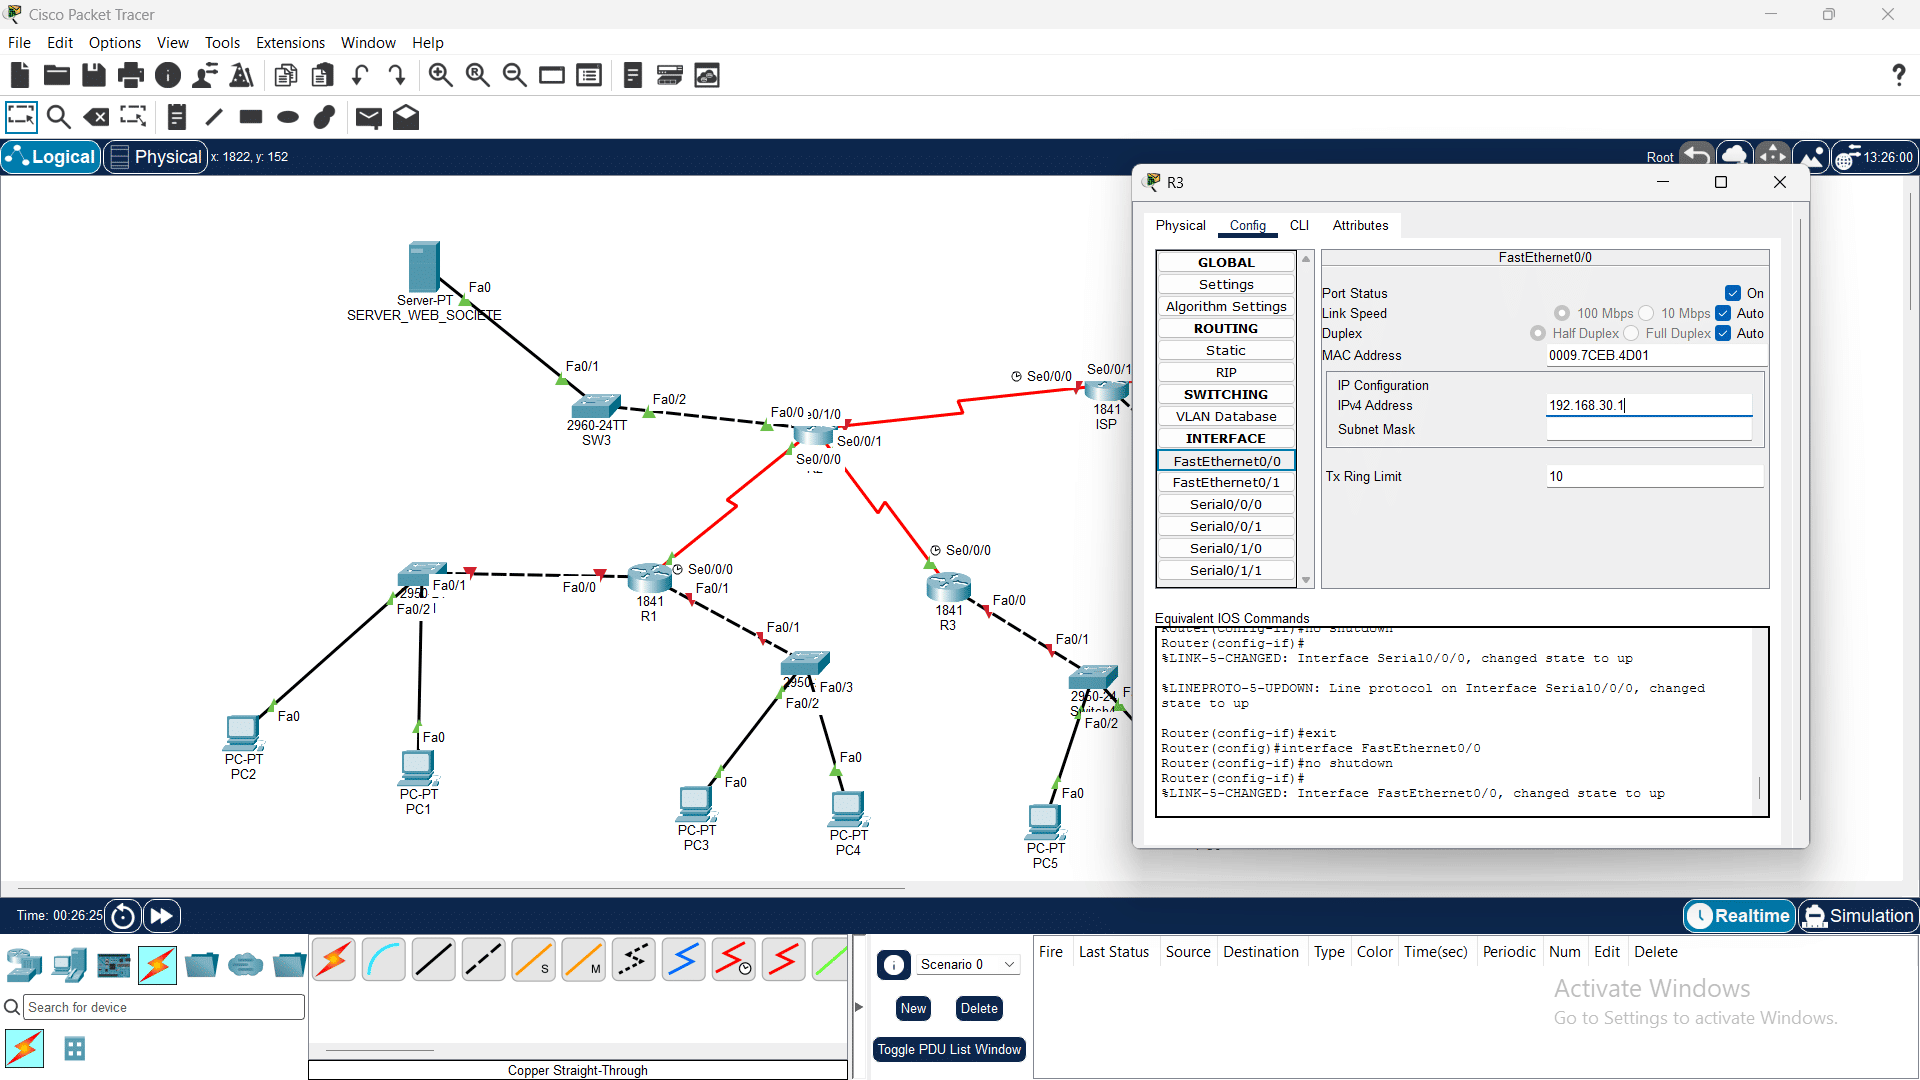 Cisco Packet Tracer
File Edit Options View Tools Extensions Window Help
Logical Physical x: 1822, y: 152
Root 13:26:00
Server-PT
SERVER_WEB_SOCIETE
Fa0
Fa0/1
2960-24TT
SW3
Fa0/2
Fa0/0
Se0/0/1
Se0/0/0
Se0/0/0
Se0/0/1
1841
ISP
Fa0/1
Fa0/2
Fa0/0
1841
R1
Se0/0/0
Fa0/1
Se0/0/0
1841
R3
Fa0/0
Fa0/1
Fa0/1
Fa0/3
Fa0/2
Switch4
Fa0/2
Fa0
PC-PT
PC2
Fa0
PC-PT
PC1
Fa0
PC-PT
PC3
Fa0
PC-PT
PC4
Fa0
PC-PT
PC5
R3
Physical Config CLI Attributes
GLOBAL
Settings
Algorithm Settings
ROUTING
Static
RIP
SWITCHING
VLAN Database
INTERFACE
FastEthernet0/0
FastEthernet0/1
Serial0/0/0
Serial0/0/1
Serial0/1/0
Serial0/1/1
FastEthernet0/0
Port Status On
Link Speed 100 Mbps 10 Mbps Auto
Duplex Half Duplex Full Duplex Auto
MAC Address 0009.7CEB.4D01
IP Configuration
IPv4 Address 192.168.30.1
Subnet Mask
Tx Ring Limit 10
Equivalent IOS Commands
Router(config-if)#no shutdown
Router(config-if)#
%LINK-5-CHANGED: Interface Serial0/0/0, changed state to up
%LINEPROTO-5-UPDOWN: Line protocol on Interface Serial0/0/0, changed
state to up
Router(config-if)#exit
Router(config)#interface FastEthernet0/0
Router(config-if)#no shutdown
Router(config-if)#
%LINK-5-CHANGED: Interface FastEthernet0/0, changed state to up
Time: 00:26:25
Realtime Simulation
Search for device
S
M
Copper Straight-Through
Scenario 0
New Delete
Toggle PDU List Window
Fire Last Status Source Destination Type Color Time(sec) Periodic Num Edit Delete
Activate Windows
Go to Settings to activate Windows.